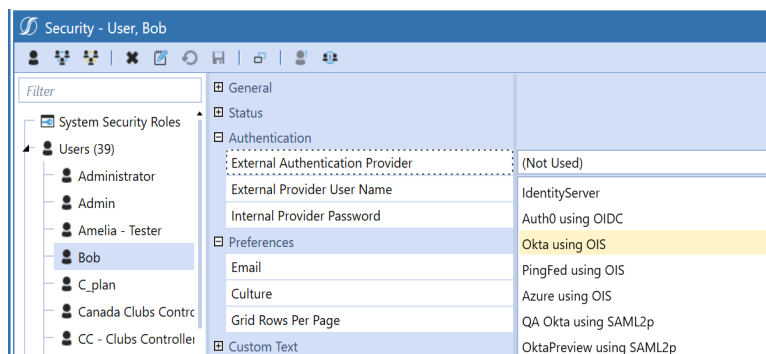 Security - User, Bob
Filter
System Security Roles
Users (39)
Administrator
Admin
Amelia - Tester
Bob
C_plan
Canada Clubs Contrc
CC - Clubs Controller
General
Status
Authentication
External Authentication Provider
(Not Used)
External Provider User Name
Internal Provider Password
Preferences
Email
Culture
Grid Rows Per Page
Custom Text
IdentityServer
Auth0 using OIDC
Okta using OIS
PingFed using OIS
Azure using OIS
QA Okta using SAML2p
OktaPreview using SAML2p